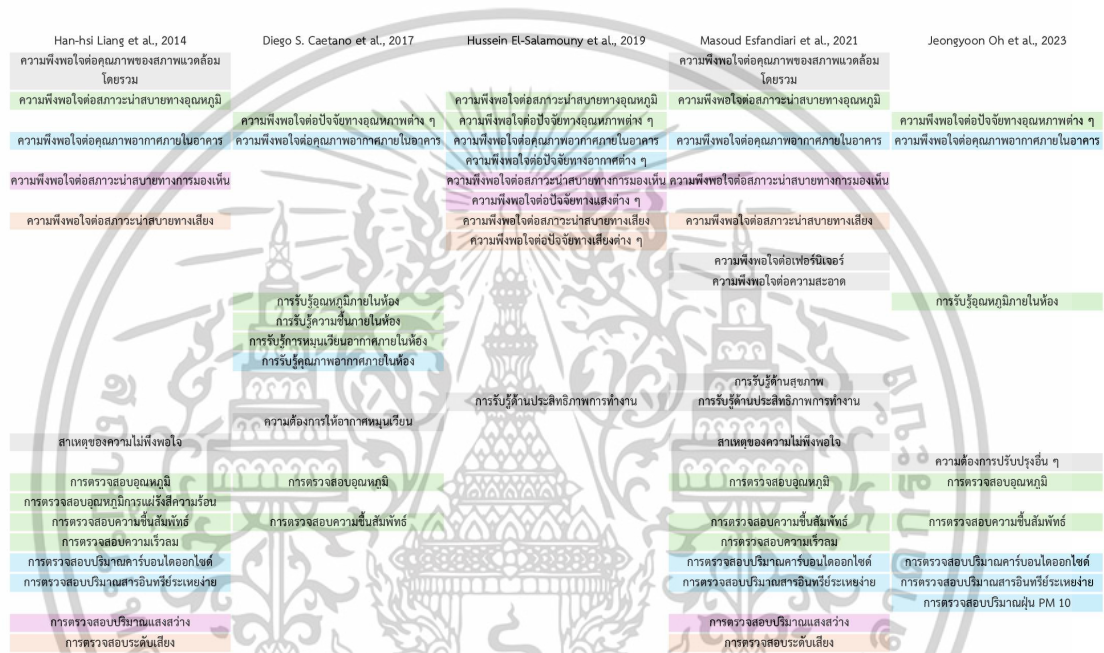 Han-hsi Liang et al., 2014 Diego S. Caetano et al., 2017 Hussein El-Salamouny et al., 2019 Masoud Esfandiari et al., 2021 Jeongyoon Oh et al., 2023
ความพึงพอใจต่อคุณภาพของสภาพแวดล้อม ความพึงพอใจต่อคุณภาพของสภาพแวดล้อม
โดยรวม โดยรวม
ความพึงพอใจต่อสภาวะน่าสบายทางอุณหภูมิ ความพึงพอใจต่อสภาวะน่าสบายทางอุณหภูมิ ความพึงพอใจต่อสภาวะน่าสบายทางอุณหภูมิ
ความพึงพอใจต่อปัจจัยทางอุณหภาพต่าง ๆ ความพึงพอใจต่อปัจจัยทางอุณหภาพต่าง ๆ ความพึงพอใจต่อปัจจัยทางอุณหภาพต่าง ๆ
ความพึงพอใจต่อคุณภาพอากาศภายในอาคาร ความพึงพอใจต่อคุณภาพอากาศภายในอาคาร ความพึงพอใจต่อคุณภาพอากาศภายในอาคาร ความพึงพอใจต่อคุณภาพอากาศภายในอาคาร ความพึงพอใจต่อคุณภาพอากาศภายในอาคาร
ความพึงพอใจต่อปัจจัยทางอากาศต่าง ๆ
ความพึงพอใจต่อสภาวะน่าสบายทางการมองเห็น ความพึงพอใจต่อสภาวะน่าสบายทางการมองเห็น ความพึงพอใจต่อสภาวะน่าสบายทางการมองเห็น
ความพึงพอใจต่อปัจจัยทางแสงต่าง ๆ
ความพึงพอใจต่อสภาวะน่าสบายทางเสียง ความพึงพอใจต่อสภาวะน่าสบายทางเสียง ความพึงพอใจต่อสภาวะน่าสบายทางเสียง
ความพึงพอใจต่อปัจจัยทางเสียงต่าง ๆ
ความพึงพอใจต่อเฟอร์นิเจอร์
ความพึงพอใจต่อความสะอาด
การรับรู้อุณหภูมิภายในห้อง การรับรู้อุณหภูมิภายในห้อง
การรับรู้ความชื้นภายในห้อง
การรับรู้การหมุนเวียนอากาศภายในห้อง
การรับรู้คุณภาพอากาศภายในห้อง
การรับรู้ด้านสุขภาพ
การรับรู้ด้านประสิทธิภาพการทำงาน การรับรู้ด้านประสิทธิภาพการทำงาน
ความต้องการให้อากาศหมุนเวียน
สาเหตุของความไม่พึงพอใจ สาเหตุของความไม่พึงพอใจ
ความต้องการปรับปรุงอื่น ๆ
การตรวจสอบอุณหภูมิ การตรวจสอบอุณหภูมิ การตรวจสอบอุณหภูมิ การตรวจสอบอุณหภูมิ
การตรวจสอบอุณหภูมิการแผ่รังสีความร้อน
การตรวจสอบความชื้นสัมพัทธ์ การตรวจสอบความชื้นสัมพัทธ์ การตรวจสอบความชื้นสัมพัทธ์ การตรวจสอบความชื้นสัมพัทธ์
การตรวจสอบความเร็วลม การตรวจสอบความเร็วลม
การตรวจสอบปริมาณคาร์บอนไดออกไซด์ การตรวจสอบปริมาณคาร์บอนไดออกไซด์ การตรวจสอบปริมาณคาร์บอนไดออกไซด์
การตรวจสอบปริมาณสารอินทรีย์ระเหยง่าย การตรวจสอบปริมาณสารอินทรีย์ระเหยง่าย การตรวจสอบปริมาณสารอินทรีย์ระเหยง่าย
การตรวจสอบปริมาณฝุ่น PM 10
การตรวจสอบปริมาณแสงสว่าง การตรวจสอบปริมาณแสงสว่าง
การตรวจสอบระดับเสียง การตรวจสอบระดับเสียง